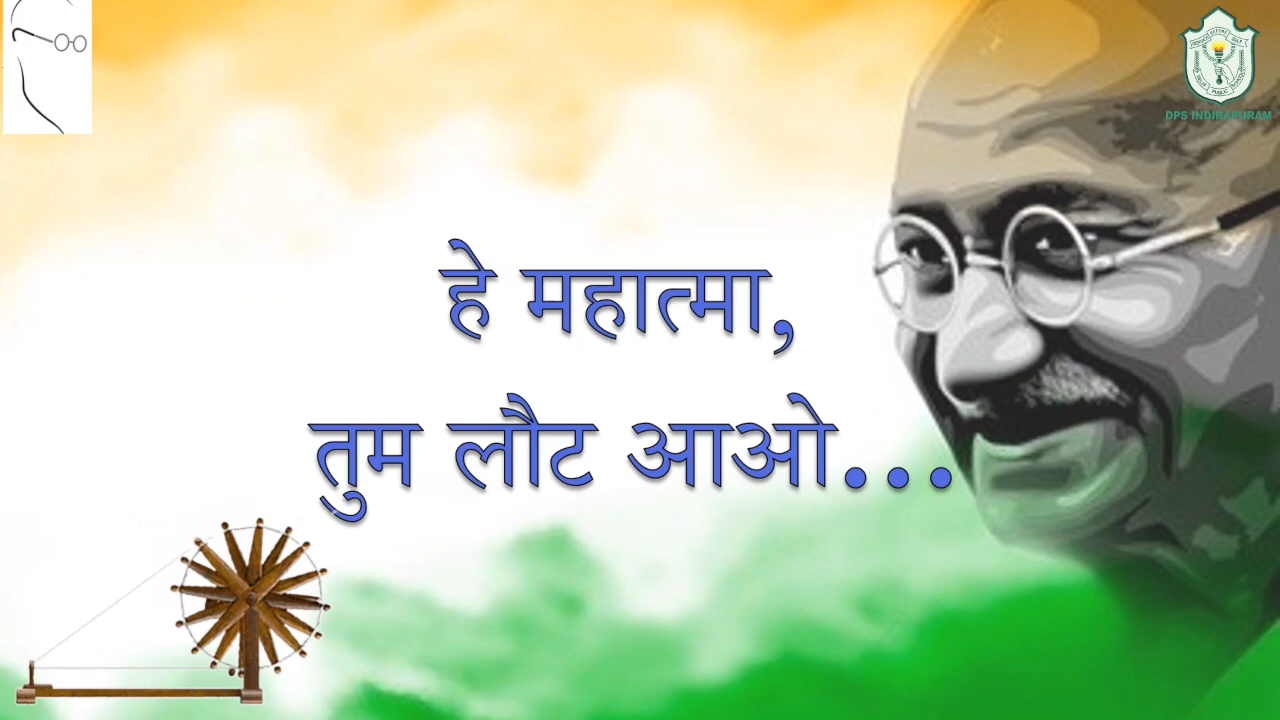 DPS INDIRAPURAM
हे महात्मा,
तुम लौट आओ...